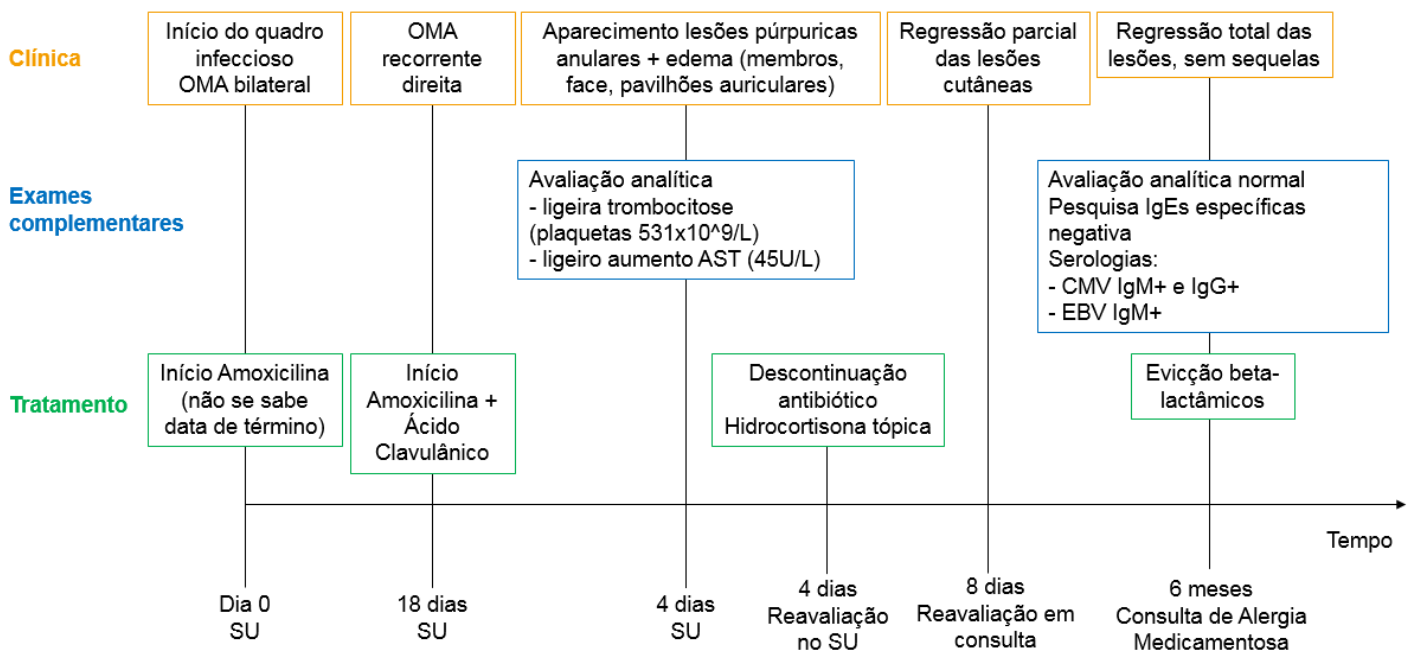 Clínica
Início do quadro
infeccioso
OMA bilateral
OMA
recorrente
direita
Aparecimento lesões púrpuricas
anulares + edema (membros,
face, pavilhões auriculares)
Regressão parcial
das lesões
cutâneas
Regressão total das
lesões, sem sequelas
Exames
complementares
Avaliação analítica
- ligeira trombocitose
(plaquetas 531x10^9/L)
- ligeiro aumento AST (45U/L)
Avaliação analítica normal
Pesquisa IgEs específicas
negativa
Serologias:
- CMV IgM+ e IgG+
- EBV IgM+
Tratamento
Início Amoxicilina
(não se sabe
data de término)
Início
Amoxicilina +
Ácido
Clavulânico
Descontinuação
antibiótico
Hidrocortisona tópica
Evicção beta-
lactâmicos
Tempo
Dia 0
SU
18 dias
SU
4 dias
SU
4 dias
Reavaliação
no SU
8 dias
Reavaliação em
consulta
6 meses
Consulta de Alergia
Medicamentosa